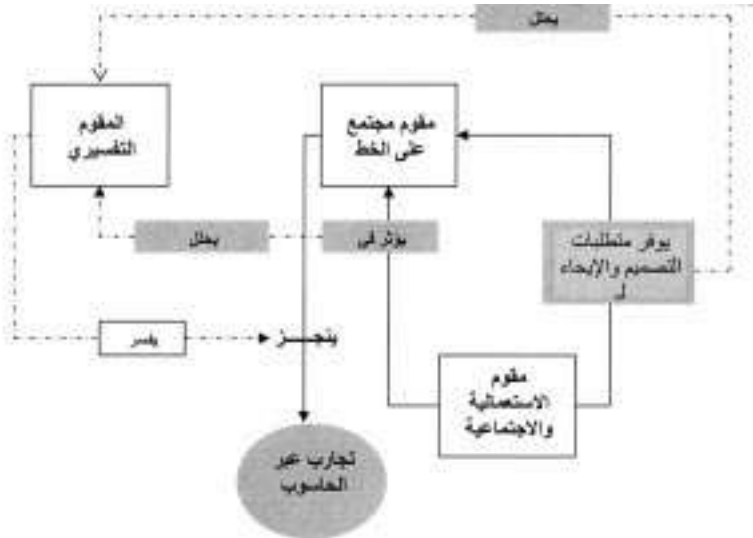 يحلل
المقوم
التفسيري
مقوم مجتمع
على الخط
يحلل
يؤثر في
يوفر متطلبات
التصميم والإيحاء
لـ
يفسر
ينجــــز
مقوم
الاستعمالية
والاجتماعية
تجارب عبر
الحاسوب